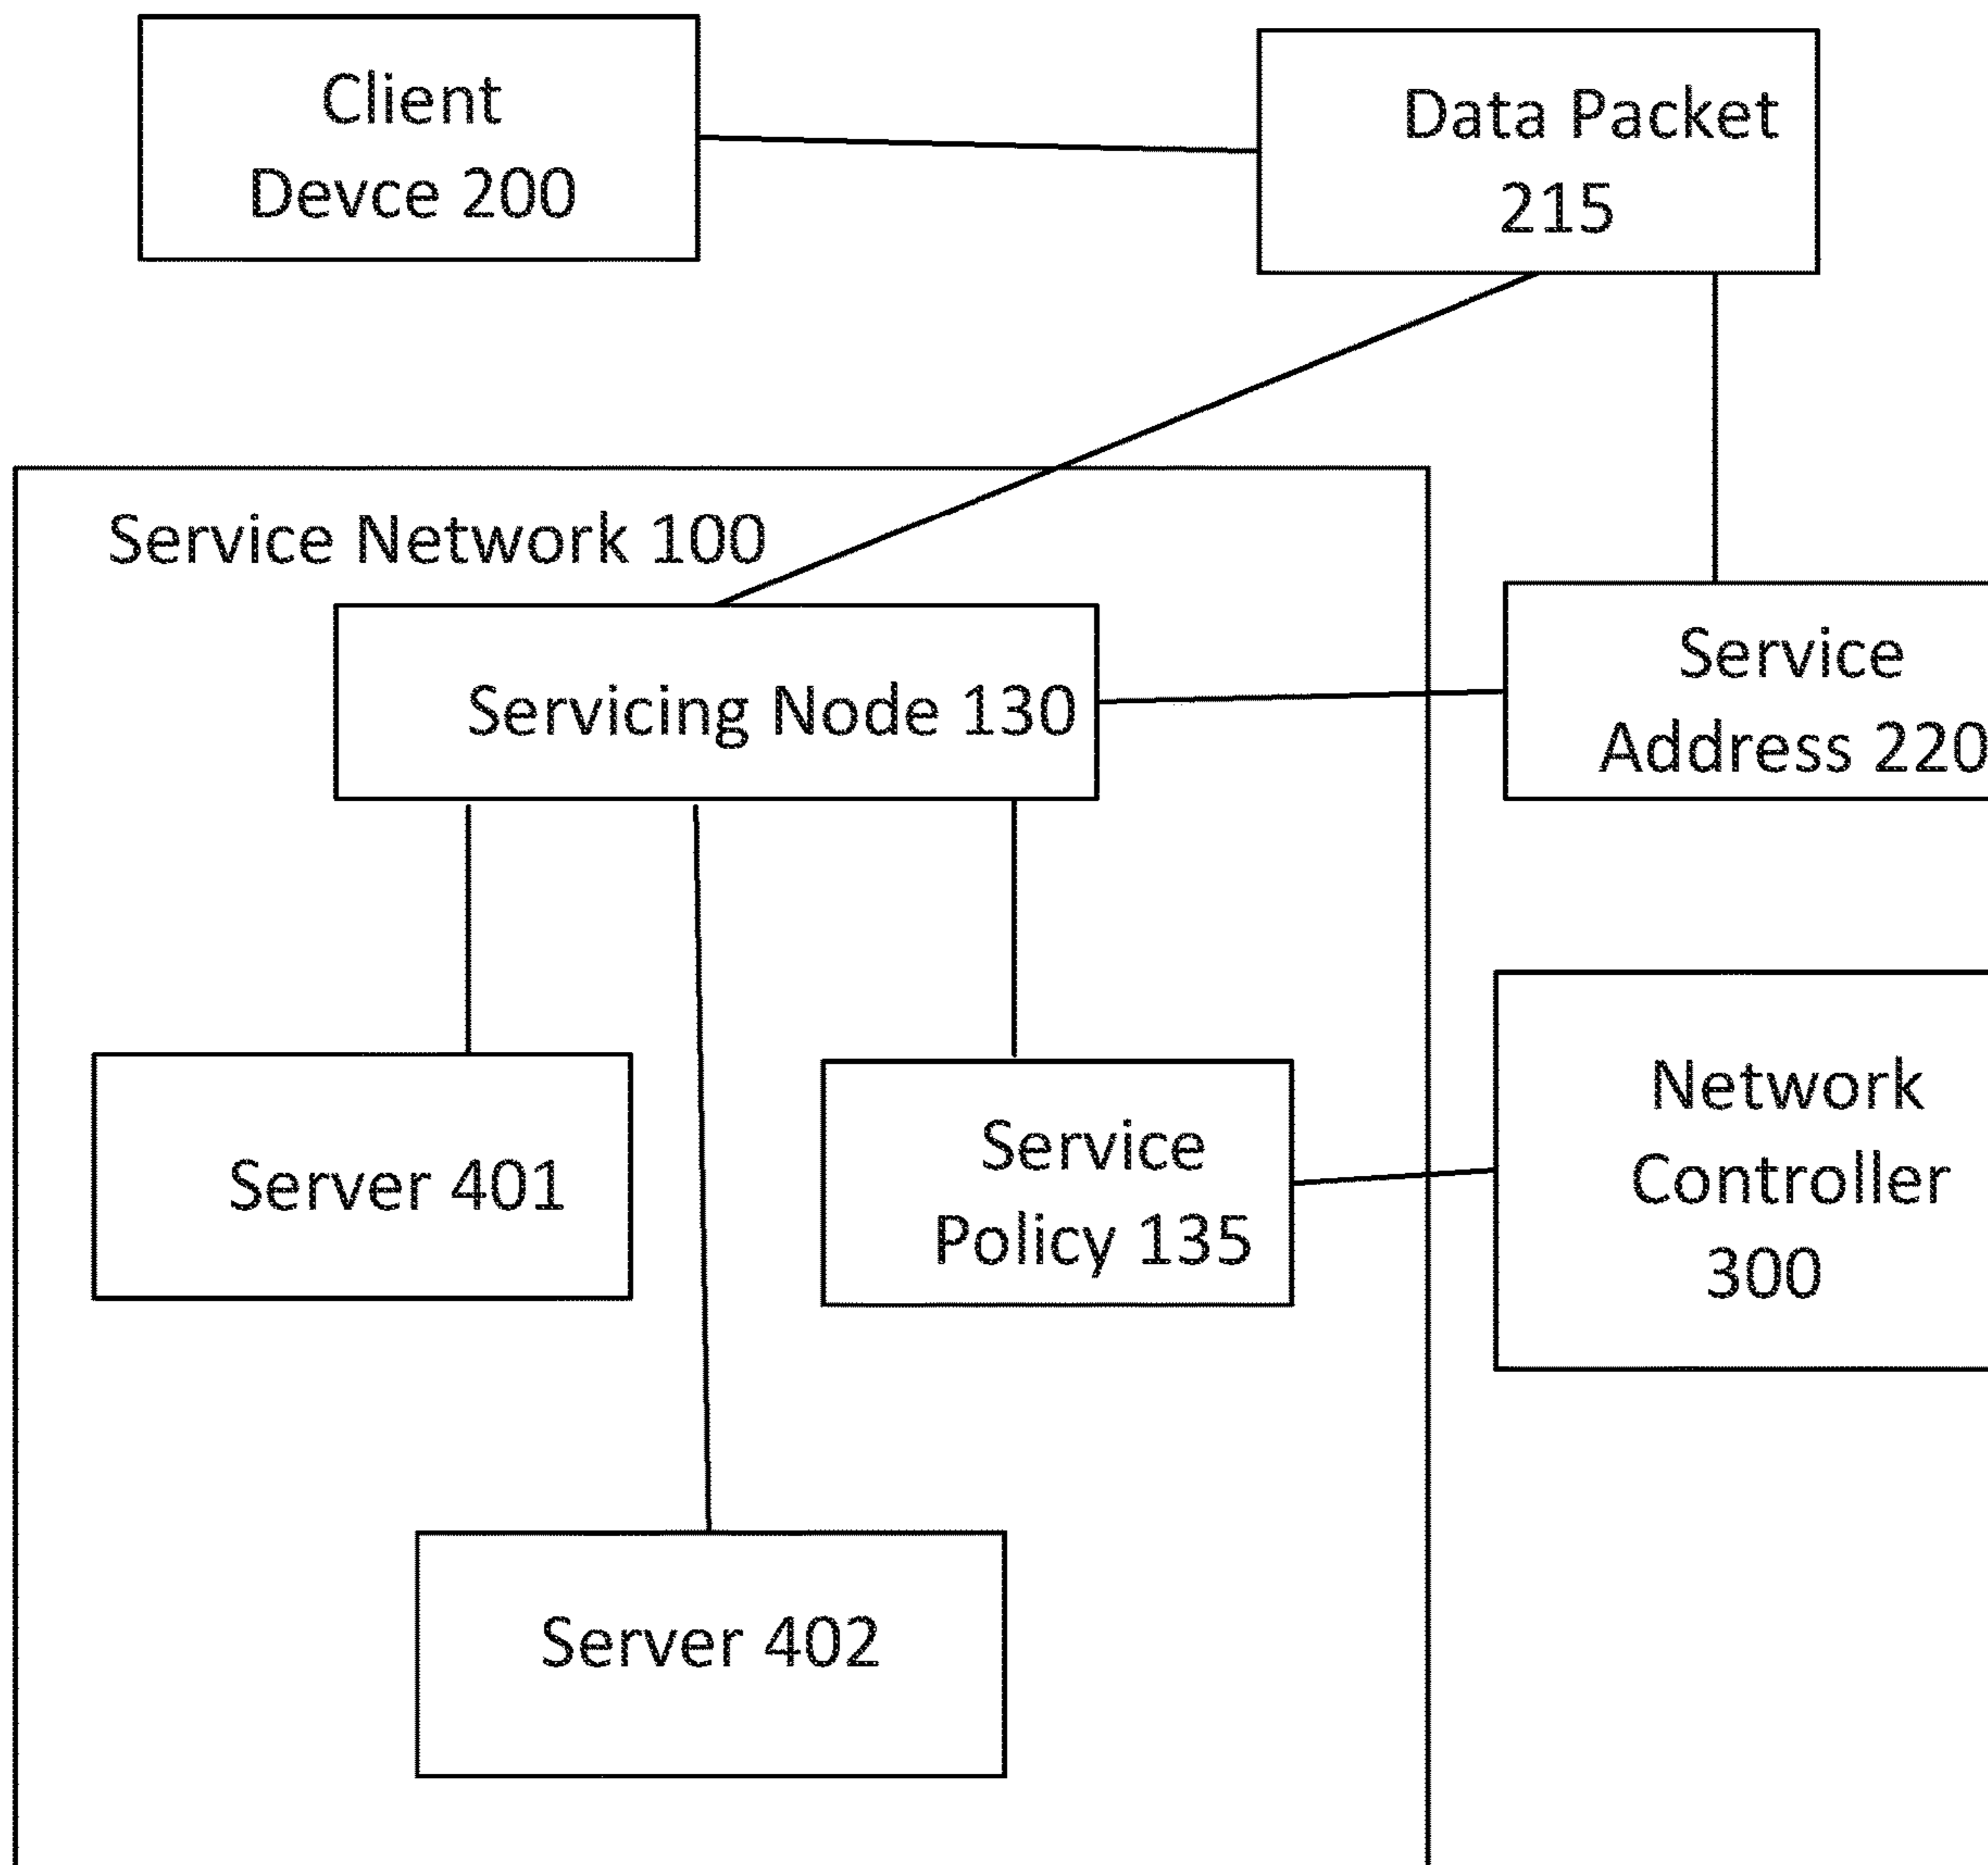 Client
Devce 200
Data Packet
215
Service Network 100
Servicing Node 130
Service
Address 220
Server 401
Service
Policy 135
Network
Controller
300
Server 402